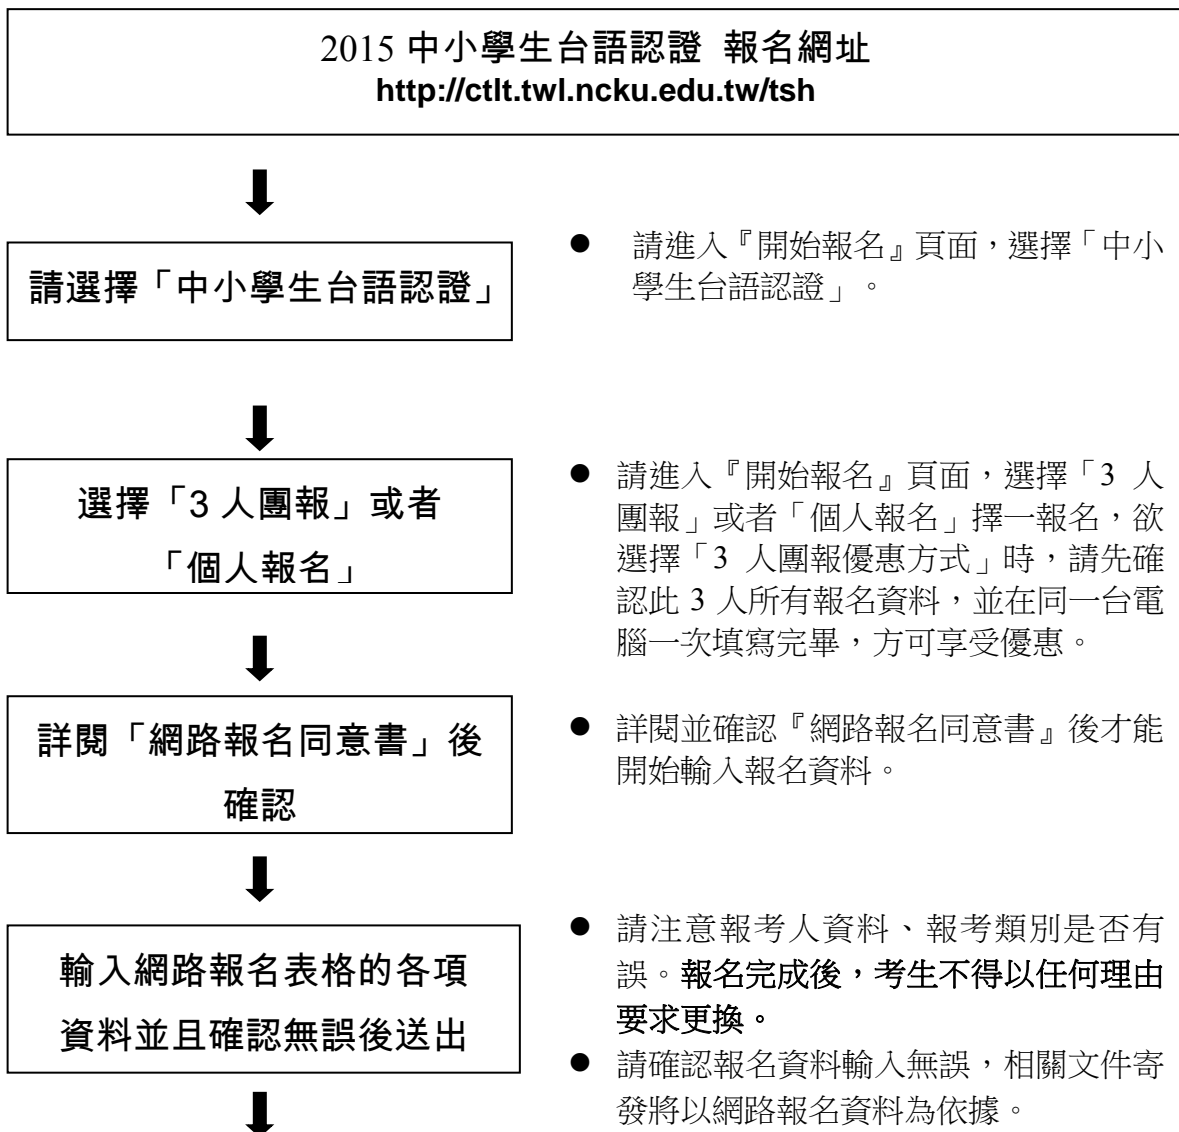 2015 中小學生台語認證 報名網址
http://ctlt.twl.ncku.edu.tw/tsh
請選擇「中小學生台語認證」
● 請進入『開始報名』頁面，選擇「中小
學生台語認證」。
選擇「3 人團報」或者
「個人報名」
● 請進入『開始報名』頁面，選擇「3 人
團報」或者「個人報名」擇一報名，欲
選擇「3 人團報優惠方式」時，請先確
認此 3 人所有報名資料，並在同一台電
腦一次填寫完畢，方可享受優惠。
詳閱「網路報名同意書」後
確認
● 詳閱並確認『網路報名同意書』後才能
開始輸入報名資料。
輸入網路報名表格的各項
資料並且確認無誤後送出
● 請注意報考人資料、報考類別是否有
誤。報名完成後，考生不得以任何理由
要求更換。
● 請確認報名資料輸入無誤，相關文件寄
發將以網路報名資料為依據。